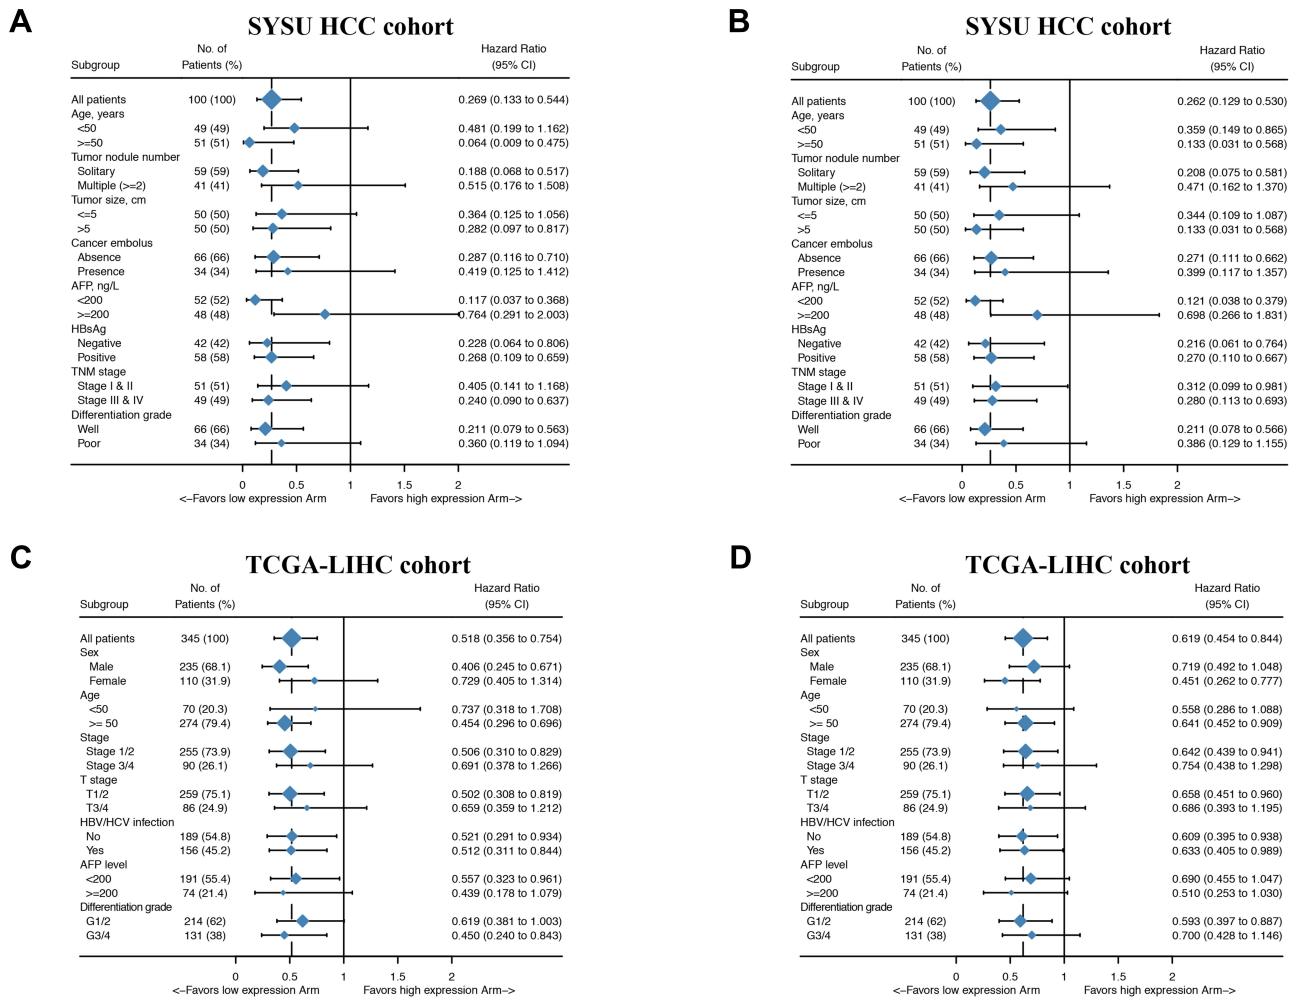 A
SYSU HCC cohort
No. of Hazard Ratio
Subgroup Patients (%) (95% CI)
All patients 100 (100) 0.269 (0.133 to 0.544)
Age, years
<50 49 (49) 0.481 (0.199 to 1.162)
>=50 51 (51) 0.064 (0.009 to 0.475)
Tumor nodule number
Solitary 59 (59) 0.188 (0.068 to 0.517)
Multiple (>=2) 41 (41) 0.515 (0.176 to 1.508)
Tumor size, cm
<=5 50 (50) 0.364 (0.125 to 1.056)
>5 50 (50) 0.282 (0.097 to 0.817)
Cancer embolus
Absence 66 (66) 0.287 (0.116 to 0.710)
Presence 34 (34) 0.419 (0.125 to 1.412)
AFP, ng/L
<200 52 (52) 0.117 (0.037 to 0.368)
>=200 48 (48) 0.764 (0.291 to 2.003)
HBsAg
Negative 42 (42) 0.228 (0.064 to 0.806)
Positive 58 (58) 0.268 (0.109 to 0.659)
TNM stage
Stage I & II 51 (51) 0.405 (0.141 to 1.168)
Stage III & IV 49 (49) 0.240 (0.090 to 0.637)
Differentiation grade
Well 66 (66) 0.211 (0.079 to 0.563)
Poor 34 (34) 0.360 (0.119 to 1.094)
0 0.5 1 1.5 2
<−Favors low expression Arm Favors high expression Arm−>
B
SYSU HCC cohort
No. of Hazard Ratio
Subgroup Patients (%) (95% CI)
All patients 100 (100) 0.262 (0.129 to 0.530)
Age, years
<50 49 (49) 0.359 (0.149 to 0.865)
>=50 51 (51) 0.133 (0.031 to 0.568)
Tumor nodule number
Solitary 59 (59) 0.208 (0.075 to 0.581)
Multiple (>=2) 41 (41) 0.471 (0.162 to 1.370)
Tumor size, cm
<=5 50 (50) 0.344 (0.109 to 1.087)
>5 50 (50) 0.133 (0.031 to 0.568)
Cancer embolus
Absence 66 (66) 0.271 (0.111 to 0.662)
Presence 34 (34) 0.399 (0.117 to 1.357)
AFP, ng/L
<200 52 (52) 0.121 (0.038 to 0.379)
>=200 48 (48) 0.698 (0.266 to 1.831)
HBsAg
Negative 42 (42) 0.216 (0.061 to 0.764)
Positive 58 (58) 0.270 (0.110 to 0.667)
TNM stage
Stage I & II 51 (51) 0.312 (0.099 to 0.981)
Stage III & IV 49 (49) 0.280 (0.113 to 0.693)
Differentiation grade
Well 66 (66) 0.211 (0.078 to 0.566)
Poor 34 (34) 0.386 (0.129 to 1.155)
0 0.5 1 1.5 2
<−Favors low expression Arm Favors high expression Arm−>
C
TCGA-LIHC cohort
No. of Hazard Ratio
Subgroup Patients (%) (95% CI)
All patients 345 (100) 0.518 (0.356 to 0.754)
Sex
Male 235 (68.1) 0.406 (0.245 to 0.671)
Female 110 (31.9) 0.729 (0.405 to 1.314)
Age
<50 70 (20.3) 0.737 (0.318 to 1.708)
>= 50 274 (79.4) 0.454 (0.296 to 0.696)
Stage
Stage 1/2 255 (73.9) 0.506 (0.310 to 0.829)
Stage 3/4 90 (26.1) 0.691 (0.378 to 1.266)
T stage
T1/2 259 (75.1) 0.502 (0.308 to 0.819)
T3/4 86 (24.9) 0.659 (0.359 to 1.212)
HBV/HCV infection
No 189 (54.8) 0.521 (0.291 to 0.934)
Yes 156 (45.2) 0.512 (0.311 to 0.844)
AFP level
<200 191 (55.4) 0.557 (0.323 to 0.961)
>=200 74 (21.4) 0.439 (0.178 to 1.079)
Differentiation grade
G1/2 214 (62) 0.619 (0.381 to 1.003)
G3/4 131 (38) 0.450 (0.240 to 0.843)
0 0.5 1 1.5 2
<−Favors low expression Arm Favors high expression Arm−>
D
TCGA-LIHC cohort
No. of Hazard Ratio
Subgroup Patients (%) (95% CI)
All patients 345 (100) 0.619 (0.454 to 0.844)
Sex
Male 235 (68.1) 0.719 (0.492 to 1.048)
Female 110 (31.9) 0.451 (0.262 to 0.777)
Age
<50 70 (20.3) 0.558 (0.286 to 1.088)
>= 50 274 (79.4) 0.641 (0.452 to 0.909)
Stage
Stage 1/2 255 (73.9) 0.642 (0.439 to 0.941)
Stage 3/4 90 (26.1) 0.754 (0.438 to 1.298)
T stage
T1/2 259 (75.1) 0.658 (0.451 to 0.960)
T3/4 86 (24.9) 0.686 (0.393 to 1.195)
HBV/HCV infection
No 189 (54.8) 0.609 (0.395 to 0.938)
Yes 156 (45.2) 0.633 (0.405 to 0.989)
AFP level
<200 191 (55.4) 0.690 (0.455 to 1.047)
>=200 74 (21.4) 0.510 (0.253 to 1.030)
Differentiation grade
G1/2 214 (62) 0.593 (0.397 to 0.887)
G3/4 131 (38) 0.700 (0.428 to 1.146)
0 0.5 1 1.5 2
<−Favors low expression Arm Favors high expression Arm−>